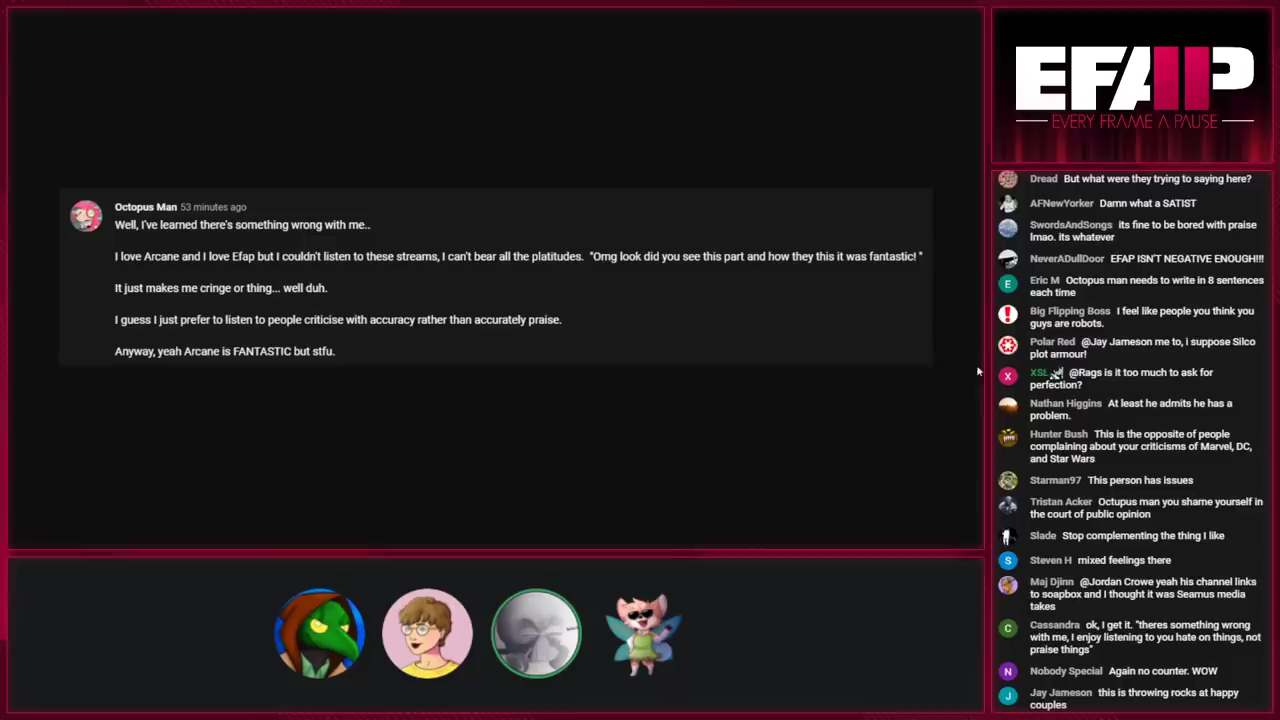 Octopus Man 53 minutes ago
Well, I've learned there's something wrong with me..
I love Arcane and I love Efap but I couldn't listen to these streams, I can't bear all the platitudes. "Omg look did you see this part and how they this it was fantastic! "
It just makes me cringe or thing... well duh.
I guess I just prefer to listen to people criticise with accuracy rather than accurately praise.
Anyway, yeah Arcane is FANTASTIC but stfu.
EFAP
EVERY FRAME A PAUSE
Dread But what were they trying to saying here?
AFNewYorker Damn what a SATIST
SwordsAndSongs its fine to be bored with praise
lmao. its whatever
NeverADullDoor EFAP ISN'T NEGATIVE ENOUGH!!!
E
Eric M Octopus man needs to write in 8 sentences
each time
Big Flipping Boss I feel like people you think you
guys are robots.
Polar Red @Jay Jameson me to, i suppose Silco
plot armour!
X
XSL @Rags is it too much to ask for
perfection?
Nathan Higgins At least he admits he has a
problem.
Hunter Bush This is the opposite of people
complaining about your criticisms of Marvel, DC,
and Star Wars
Starman97 This person has issues
Tristan Acker Octupus man you shame yourself in
the court of public opinion
Slade Stop complementing the thing I like
S
Steven H mixed feelings there
Maj Djinn @Jordan Crowe yeah his channel links
to soapbox and I thought it was Seamus media
takes
C
Cassandra ok, I get it. "theres something wrong
with me, I enjoy listening to you hate on things, not
praise things"
N
Nobody Special Again no counter. WOW
J
Jay Jameson this is throwing rocks at happy
couples